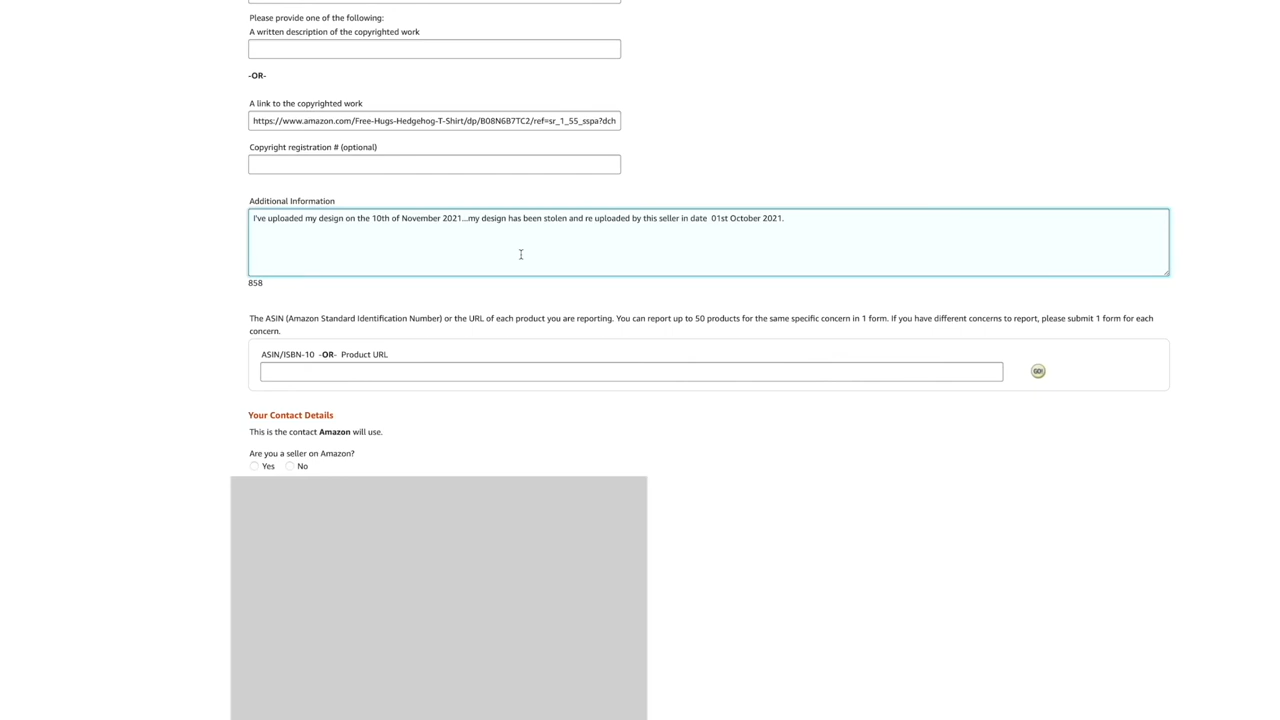 Please provide one of the following:
A written description of the copyrighted work
-OR-
A link to the copyrighted work
https://www.amazon.com/Free-Hugs-Hedgehog-T-Shirt/dp/B08N6B7TC2/ref=sr_1_55_sspa?dch
Copyright registration # (optional)
Additional Information
I've uploaded my design on the 10th of November 2021...my design has been stolen and re uploaded by this seller in date  01st October 2021.
858
The ASIN (Amazon Standard Identification Number) or the URL of each product you are reporting. You can report up to 50 products for the same specific concern in 1 form. If you have different concerns to report, please submit 1 form for each
concern.
ASIN/ISBN-10 -OR- Product URL
GO!
Your Contact Details
This is the contact Amazon will use.
Are you a seller on Amazon?
Yes No